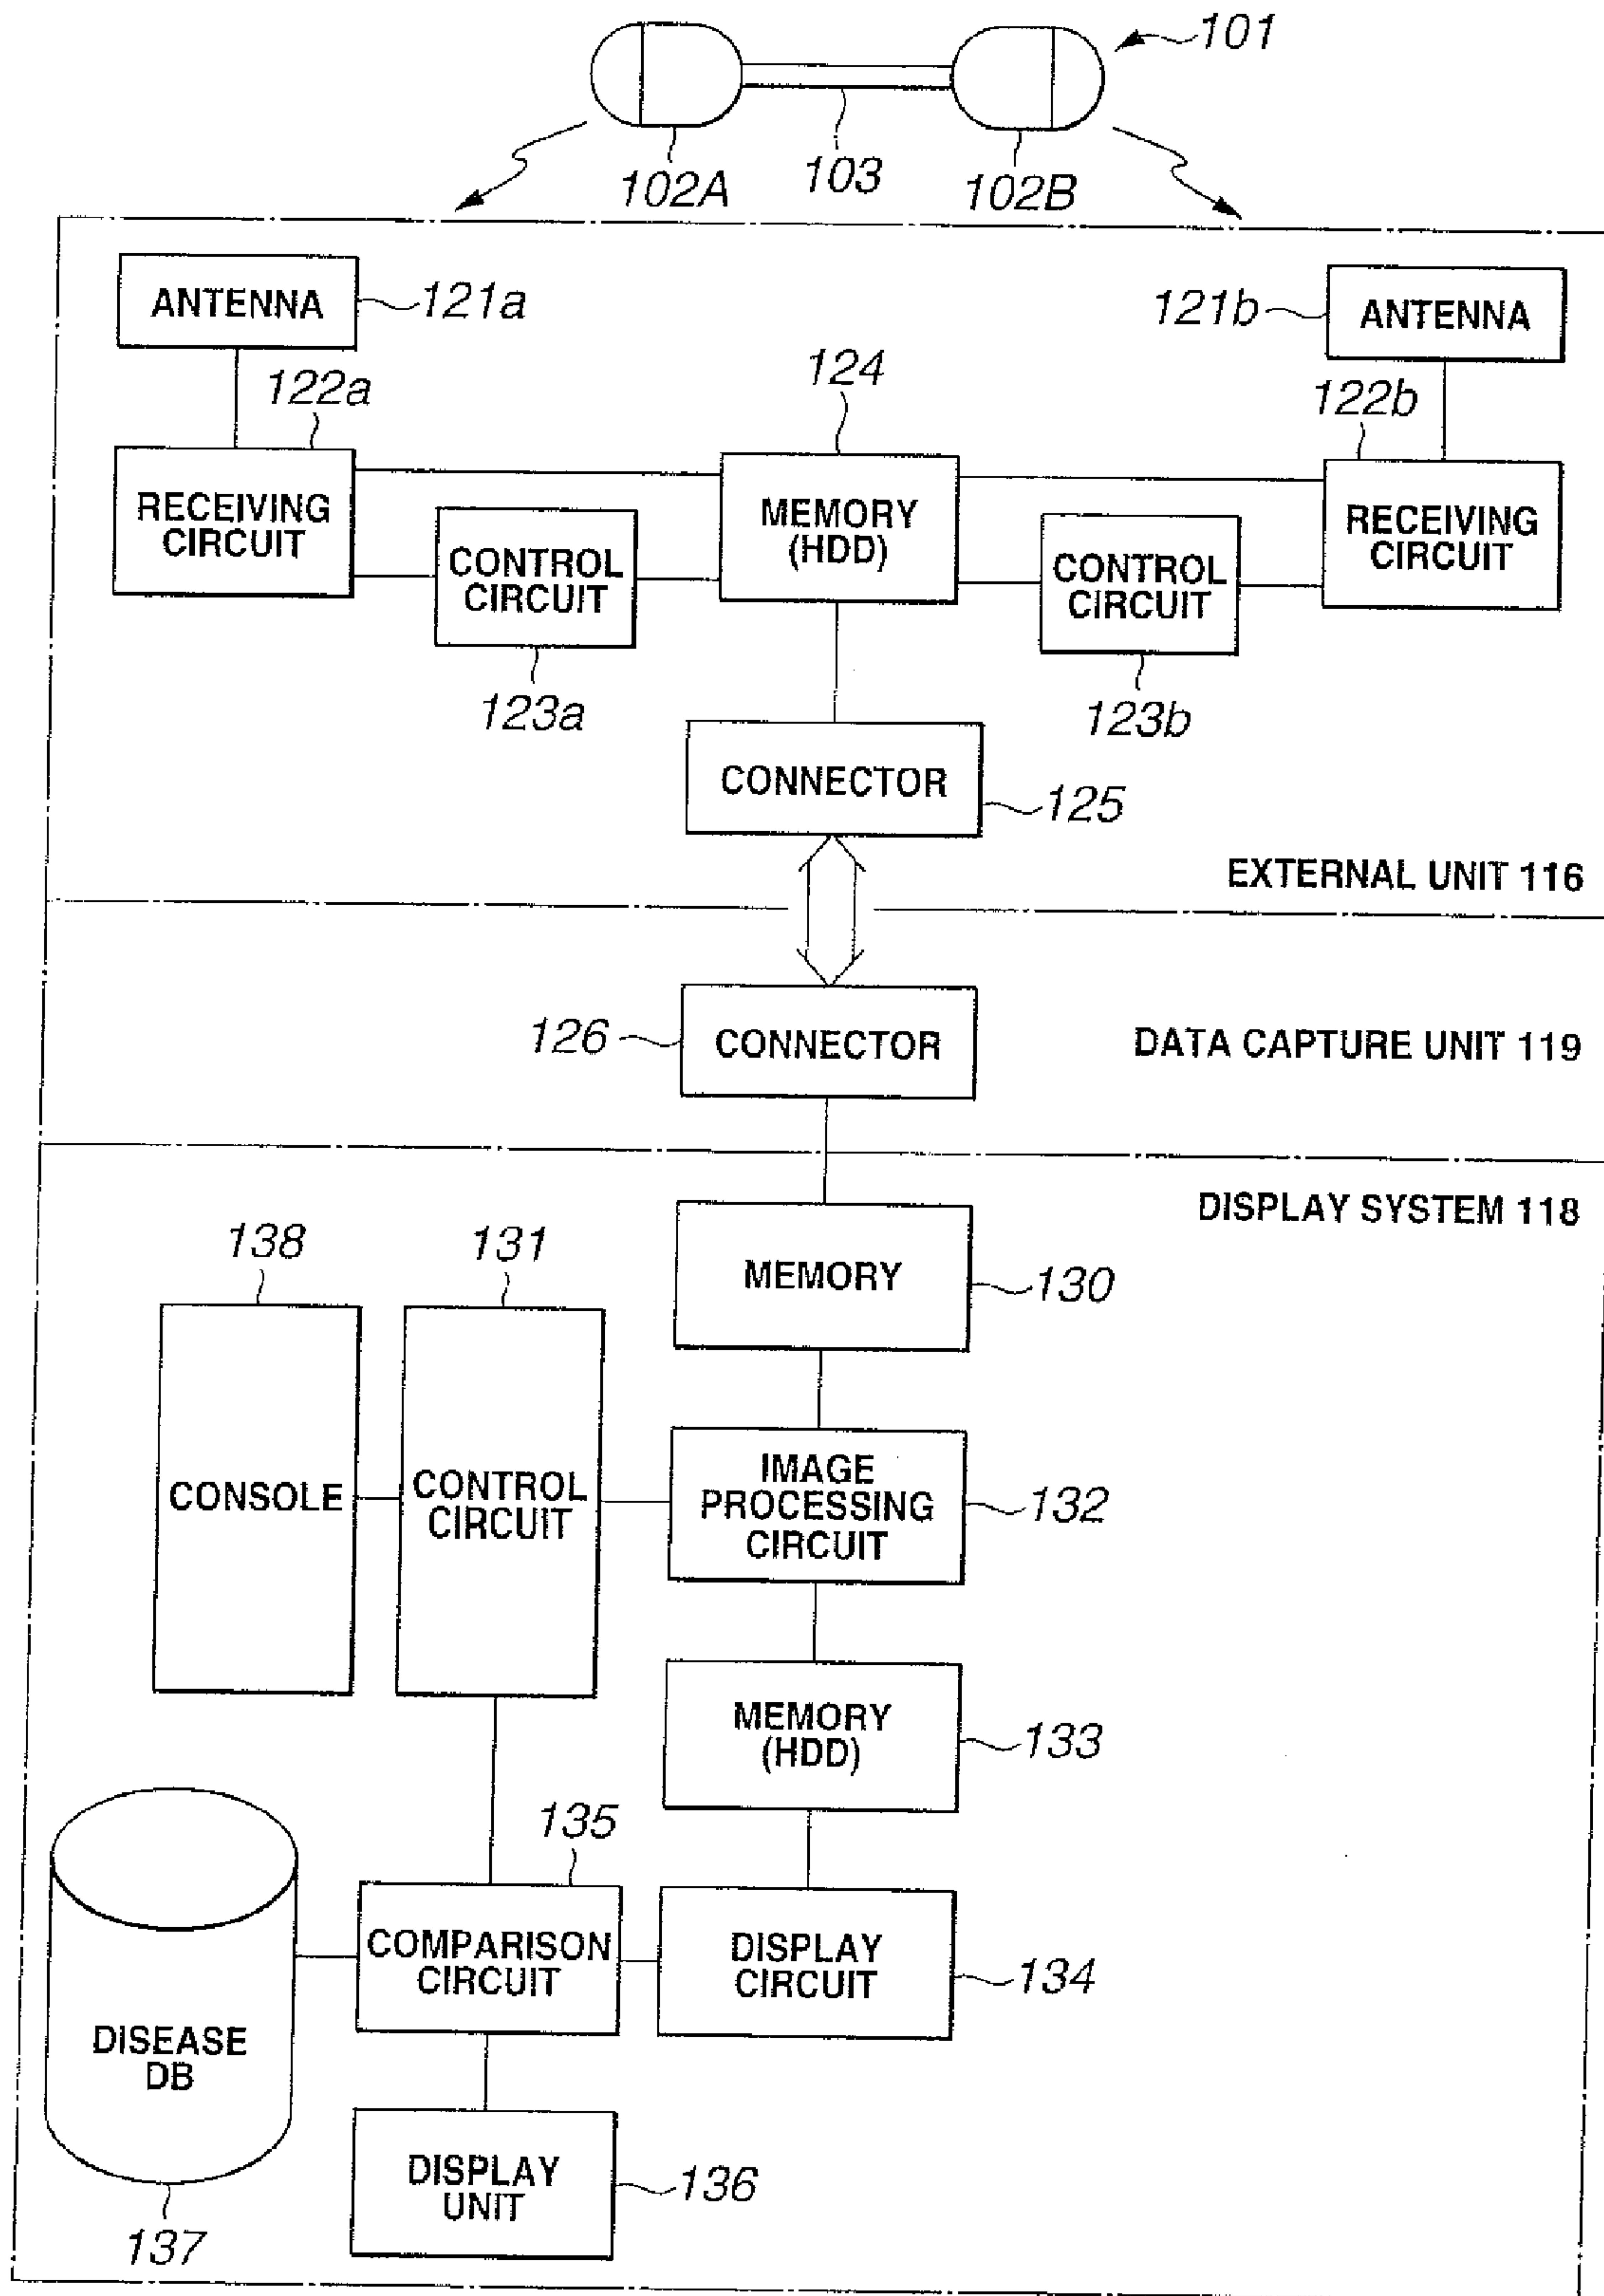 101
102A
103
102B
ANTENNA
121a
121b
ANTENNA
122a
124
122b
RECEIVING
CIRCUIT
MEMORY
(HDD)
RECEIVING
CIRCUIT
CONTROL
CIRCUIT
CONTROL
CIRCUIT
123a
123b
CONNECTOR
125
EXTERNAL UNIT 116
126
CONNECTOR
DATA CAPTURE UNIT 119
DISPLAY SYSTEM 118
138
131
MEMORY
130
CONSOLE
CONTROL
CIRCUIT
IMAGE
PROCESSING
CIRCUIT
132
MEMORY
(HDD)
133
135
COMPARISON
CIRCUIT
DISPLAY
CIRCUIT
134
DISEASE
DB
DISPLAY
UNIT
136
137